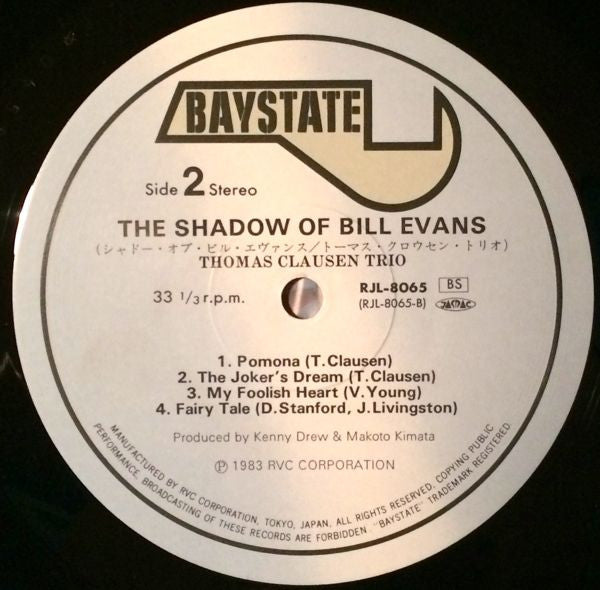 BAYSTATE
Side 2 Stereo
THE SHADOW OF BILL EVANS
(シャドー・オブ・ビル・エヴァンス/トーマス・クロウセン・トリオ)
THOMAS CLAUSEN TRIO
33 1/3 r.p.m.
RJL-8065 BS
(RJL-8065-B) JASRAC
1. Pomona (T.Clausen)
2. The Joker's Dream (T.Clausen)
3. My Foolish Heart (V.Young)
4. Fairy Tale (D.Stanford, J.Livingston)
Produced by Kenny Drew & Makoto Kimata
Ⓟ 1983 RVC CORPORATION
MANUFACTURED BY RVC CORPORATION, TOKYO, JAPAN, ALL RIGHTS RESERVED, COPYING PUBLIC
PERFORMANCE, BROADCASTING OF THESE RECORDS ARE FORBIDDEN. "BAYSTATE" TRADEMARK REGISTERED